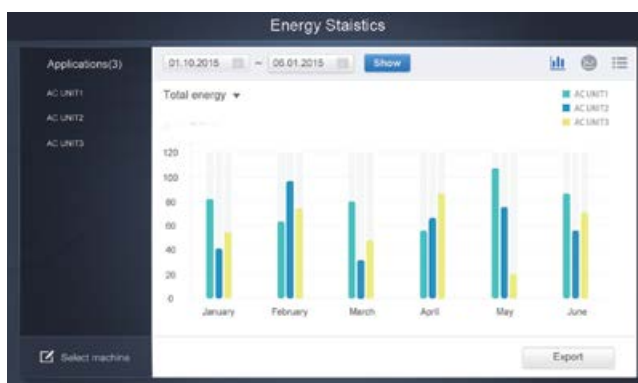 Energy Staistics
Applications(3)
AC UNIT1
AC UNIT2
AC UNIT3
01.10.2015 ~ 06.01.2015 Show
Total energy
AC UNIT1
AC UNIT2
AC UNIT3
120
100
80
60
40
20
0
January February March April May June
Select machine
Export